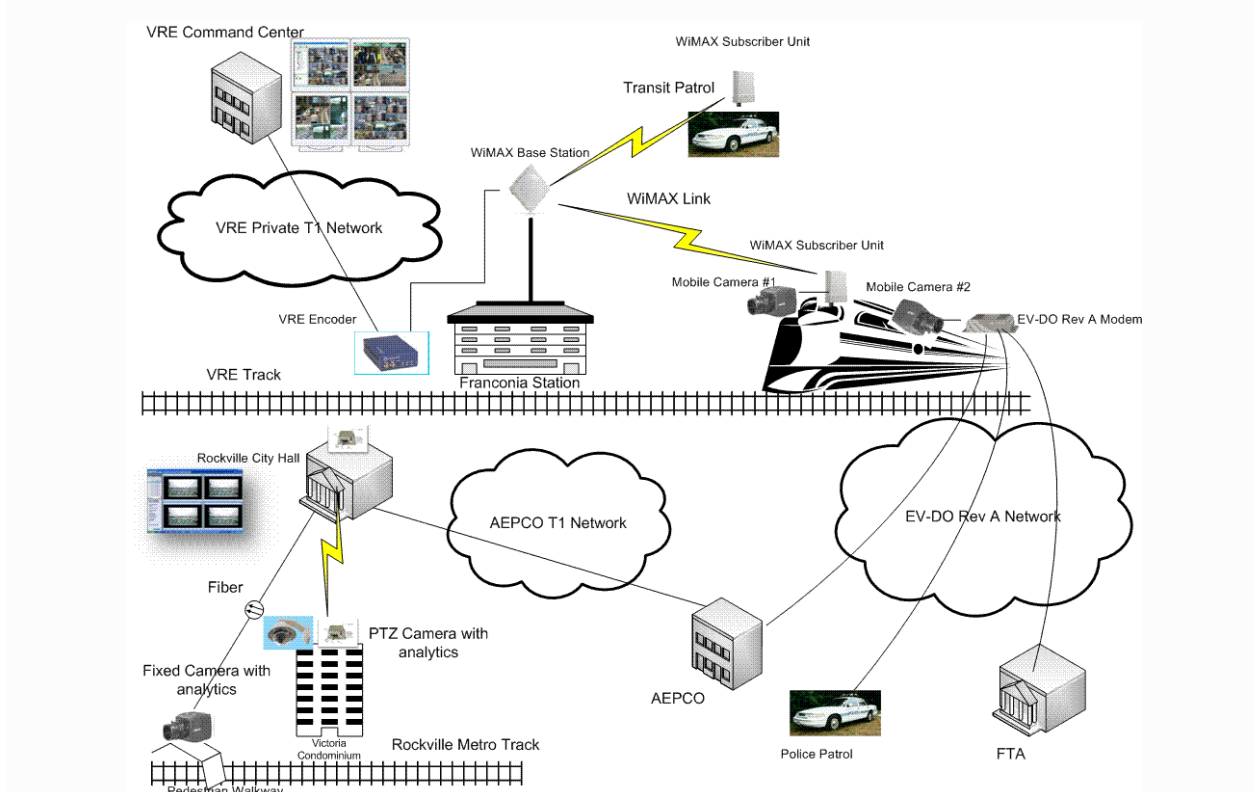 VRE Command Center
WiMAX Subscriber Unit
Transit Patrol
WiMAX Base Station
WiMAX Link
VRE Private T1 Network
WiMAX Subscriber Unit
Mobile Camera #1
Mobile Camera #2
VRE Encoder
EV-DO Rev A Modem
VRE Track
Franconia Station
Rockville City Hall
AEPCO T1 Network
EV-DO Rev A Network
Fiber
PTZ Camera with
analytics
Fixed Camera with
analytics
AEPCO
Victoria
Condominium
Rockville Metro Track
Police Patrol
FTA
Pedestrian Walkway